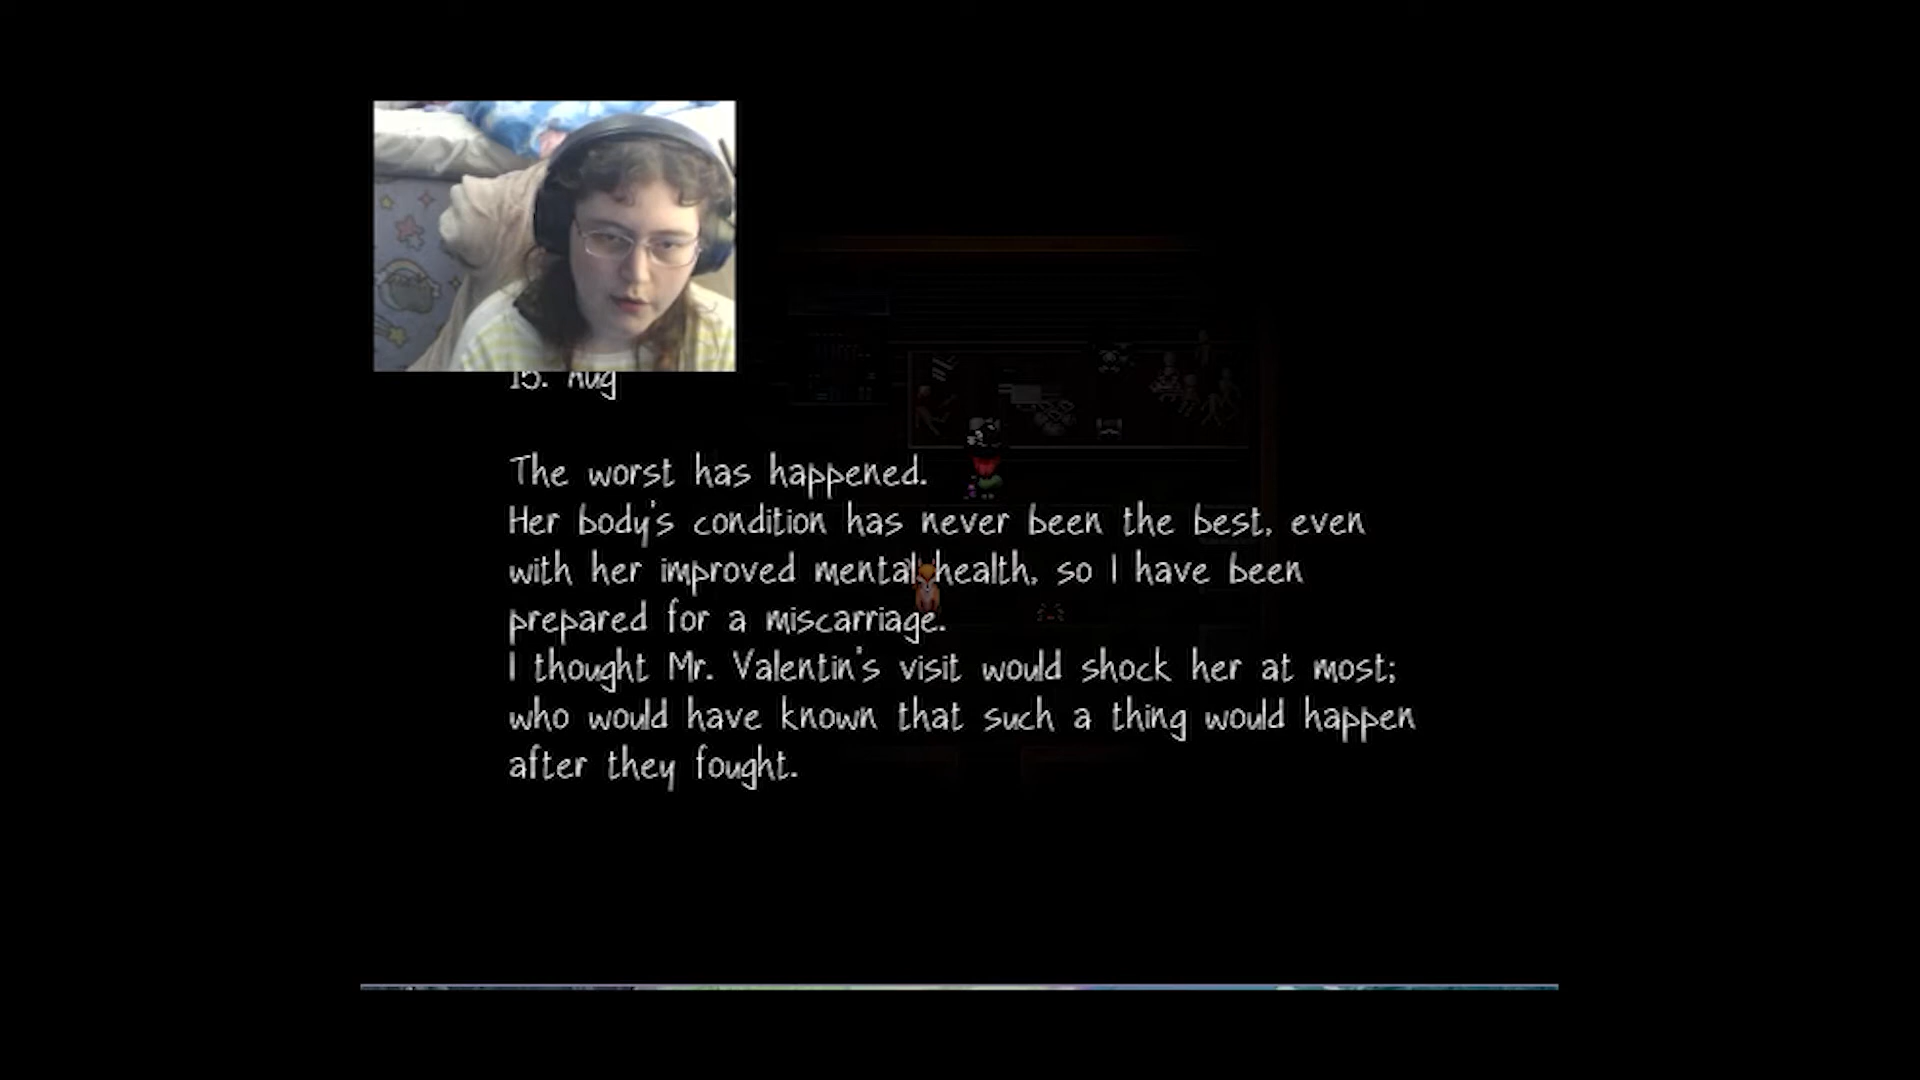 15. Aug
The worst has happened.
Her body's condition has never been the best, even
with her improved mental health, so I have been
prepared for a miscarriage.
I thought Mr. Valentin's visit would shock her at most;
who would have known that such a thing would happen
after they fought.